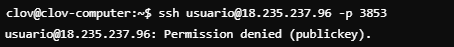 clov@clov-computer:~$ ssh usuario@18.235.237.96 -p 3853
usuario@18.235.237.96: Permission denied (publickey).